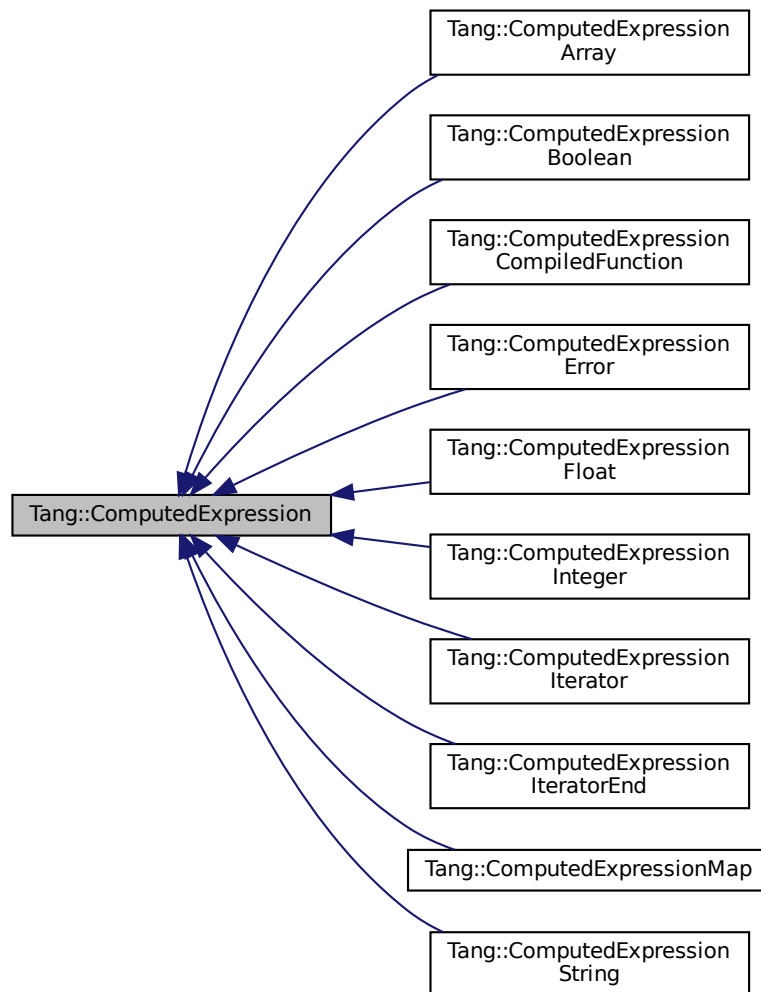 Tang::ComputedExpression
Array
Tang::ComputedExpression
Boolean
Tang::ComputedExpression
CompiledFunction
Tang::ComputedExpression
Error
Tang::ComputedExpression
Float
Tang::ComputedExpression
Tang::ComputedExpression
Integer
Tang::ComputedExpression
Iterator
Tang::ComputedExpression
IteratorEnd
Tang::ComputedExpressionMap
Tang::ComputedExpression
String